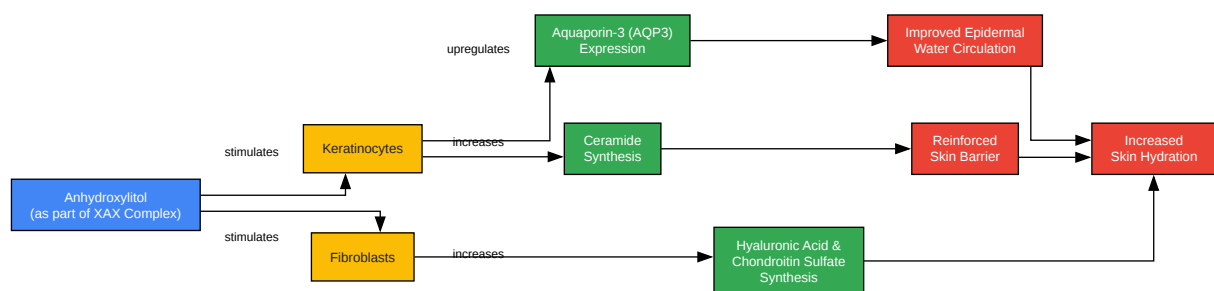 Aquaporin-3 (AQP3)
Expression
Improved Epidermal
Water Circulation
upregulates
stimulates
Keratinocytes
increases
Ceramide
Synthesis
Reinforced
Skin Barrier
Increased
Skin Hydration
Anhydroxylitol
(as part of XAX Complex)
stimulates
Fibroblasts
increases
Hyaluronic Acid &
Chondroitin Sulfate
Synthesis